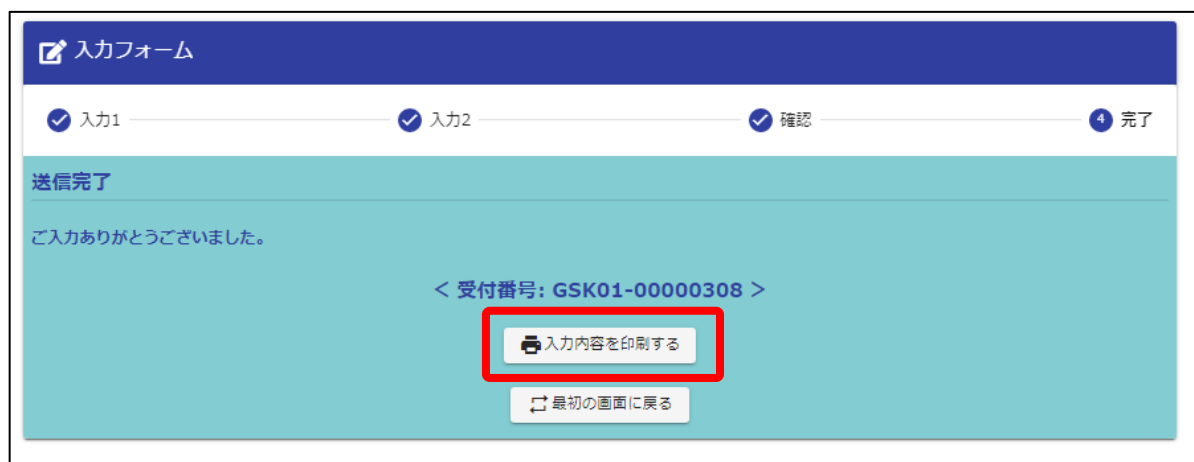 入力フォーム
入力1 入力2 確認 4 完了
送信完了
ご入力ありがとうございました。
< 受付番号: GSK01-00000308 >
入力内容を印刷する
最初の画面に戻る